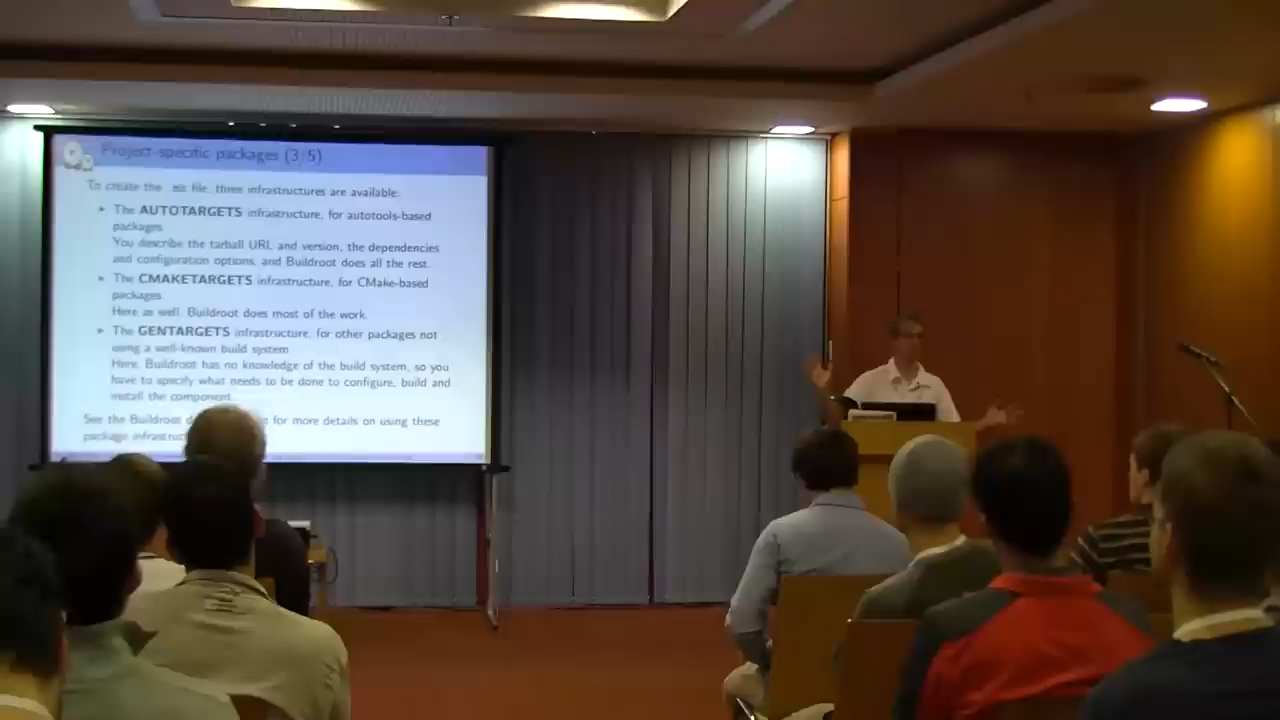 Project-specific packages (3/5)
To create the .mk file, three infrastructures are available:
▸ The AUTOTARGETS infrastructure, for autotools-based
packages.
You describe the tarball URL and version, the dependencies
and configuration options, and Buildroot does all the rest.
▸ The CMAKETARGETS infrastructure, for CMake-based
packages.
Here as well, Buildroot does most of the work.
▸ The GENTARGETS infrastructure, for other packages not
using a well-known build system.
Here, Buildroot has no knowledge of the build system, so you
have to specify what needs to be done to configure, build and
install the component.
See the Buildroot for more details on using these
package